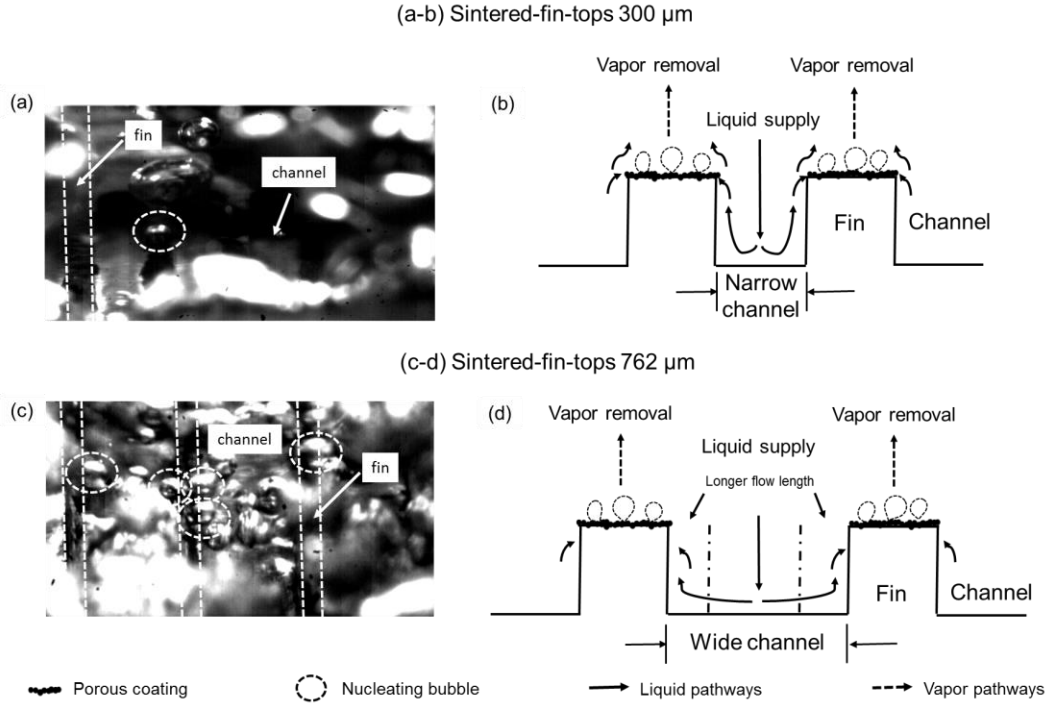 (a-b) Sintered-fin-tops 300 µm
(a)
fin
channel
(b)
Vapor removal
Vapor removal
Liquid supply
Fin
Channel
Narrow
channel
(c-d) Sintered-fin-tops 762 µm
(c)
channel
fin
(d)
Vapor removal
Vapor removal
Liquid supply
Longer flow length
Fin
Channel
Wide channel
Porous coating
Nucleating bubble
Liquid pathways
Vapor pathways